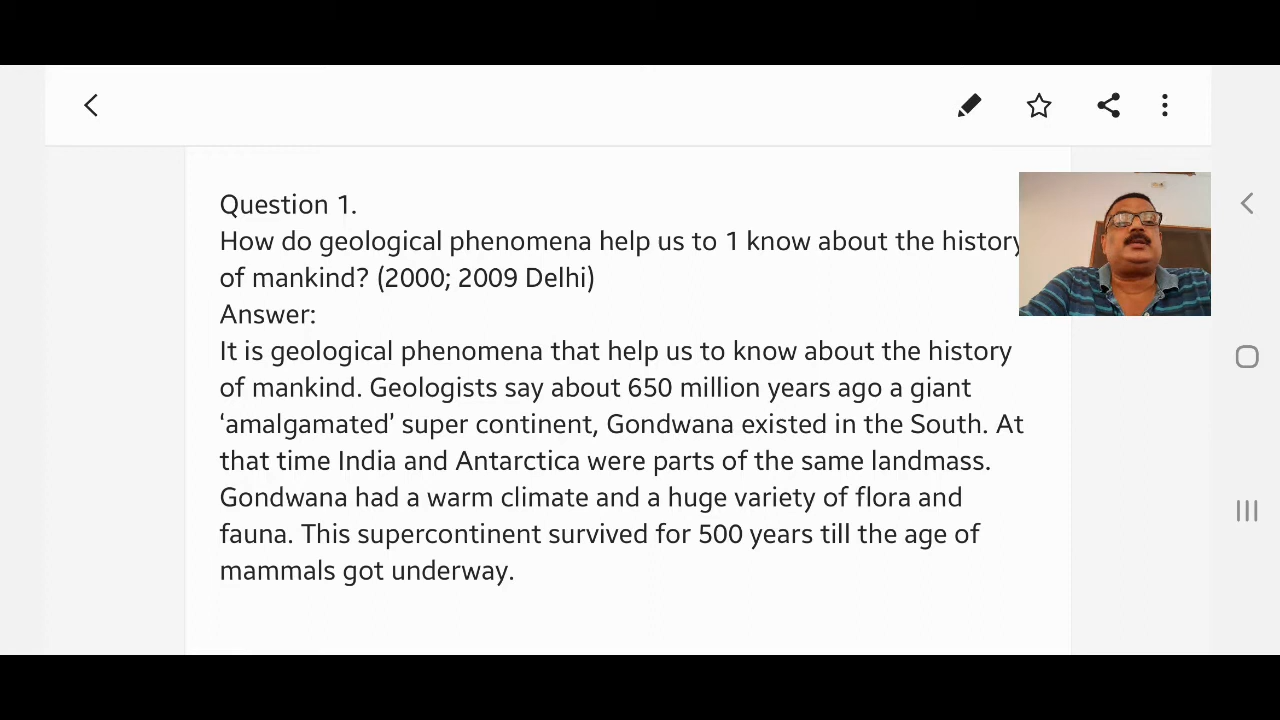 Question 1.
How do geological phenomena help us to 1 know about the history
of mankind? (2000; 2009 Delhi)
Answer:
It is geological phenomena that help us to know about the history
of mankind. Geologists say about 650 million years ago a giant
‘amalgamated’ super continent, Gondwana existed in the South. At
that time India and Antarctica were parts of the same landmass.
Gondwana had a warm climate and a huge variety of flora and
fauna. This supercontinent survived for 500 years till the age of
mammals got underway.